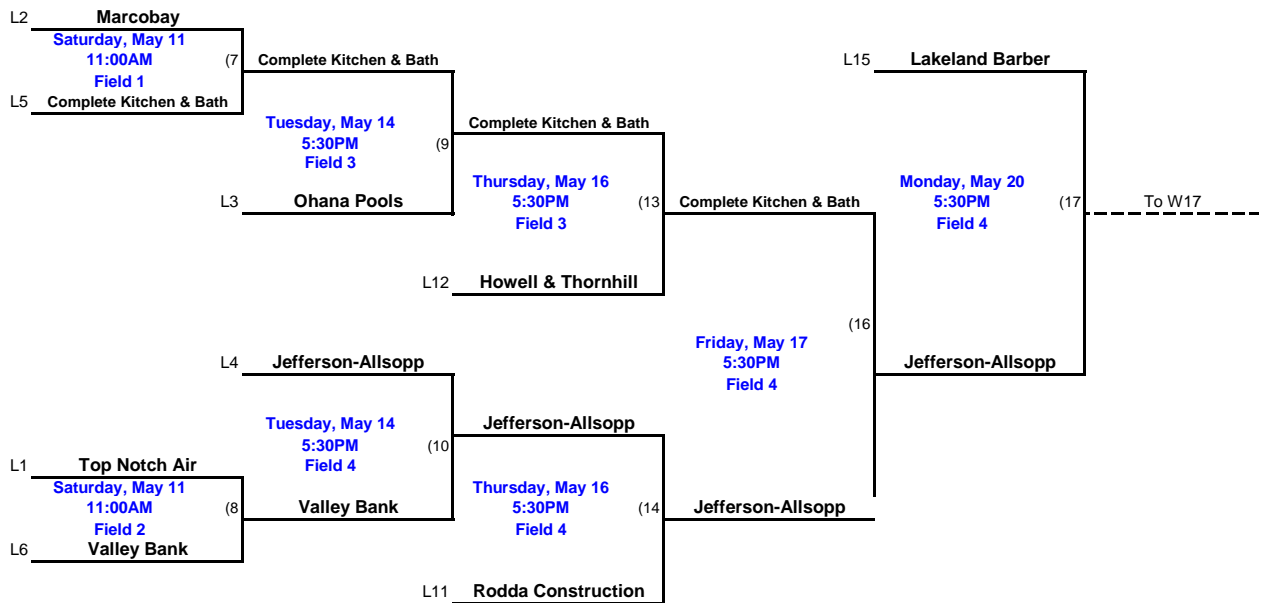 L2 Marcobay
Saturday, May 11
11:00AM
Field 1
(7
L5 Complete Kitchen & Bath
Complete Kitchen & Bath
Tuesday, May 14
5:30PM
Field 3
(9
L3 Ohana Pools
Complete Kitchen & Bath
Thursday, May 16
5:30PM
Field 3
(13
L12 Howell & Thornhill
Complete Kitchen & Bath
L15 Lakeland Barber
Monday, May 20
5:30PM
Field 4
(17
To W17
Friday, May 17
5:30PM
Field 4
(16
Jefferson-Allsopp
L4 Jefferson-Allsopp
Tuesday, May 14
5:30PM
Field 4
(10
Jefferson-Allsopp
L1 Top Notch Air
Saturday, May 11
11:00AM
Field 2
(8
L6 Valley Bank
Valley Bank
Thursday, May 16
5:30PM
Field 4
(14
Jefferson-Allsopp
L11 Rodda Construction